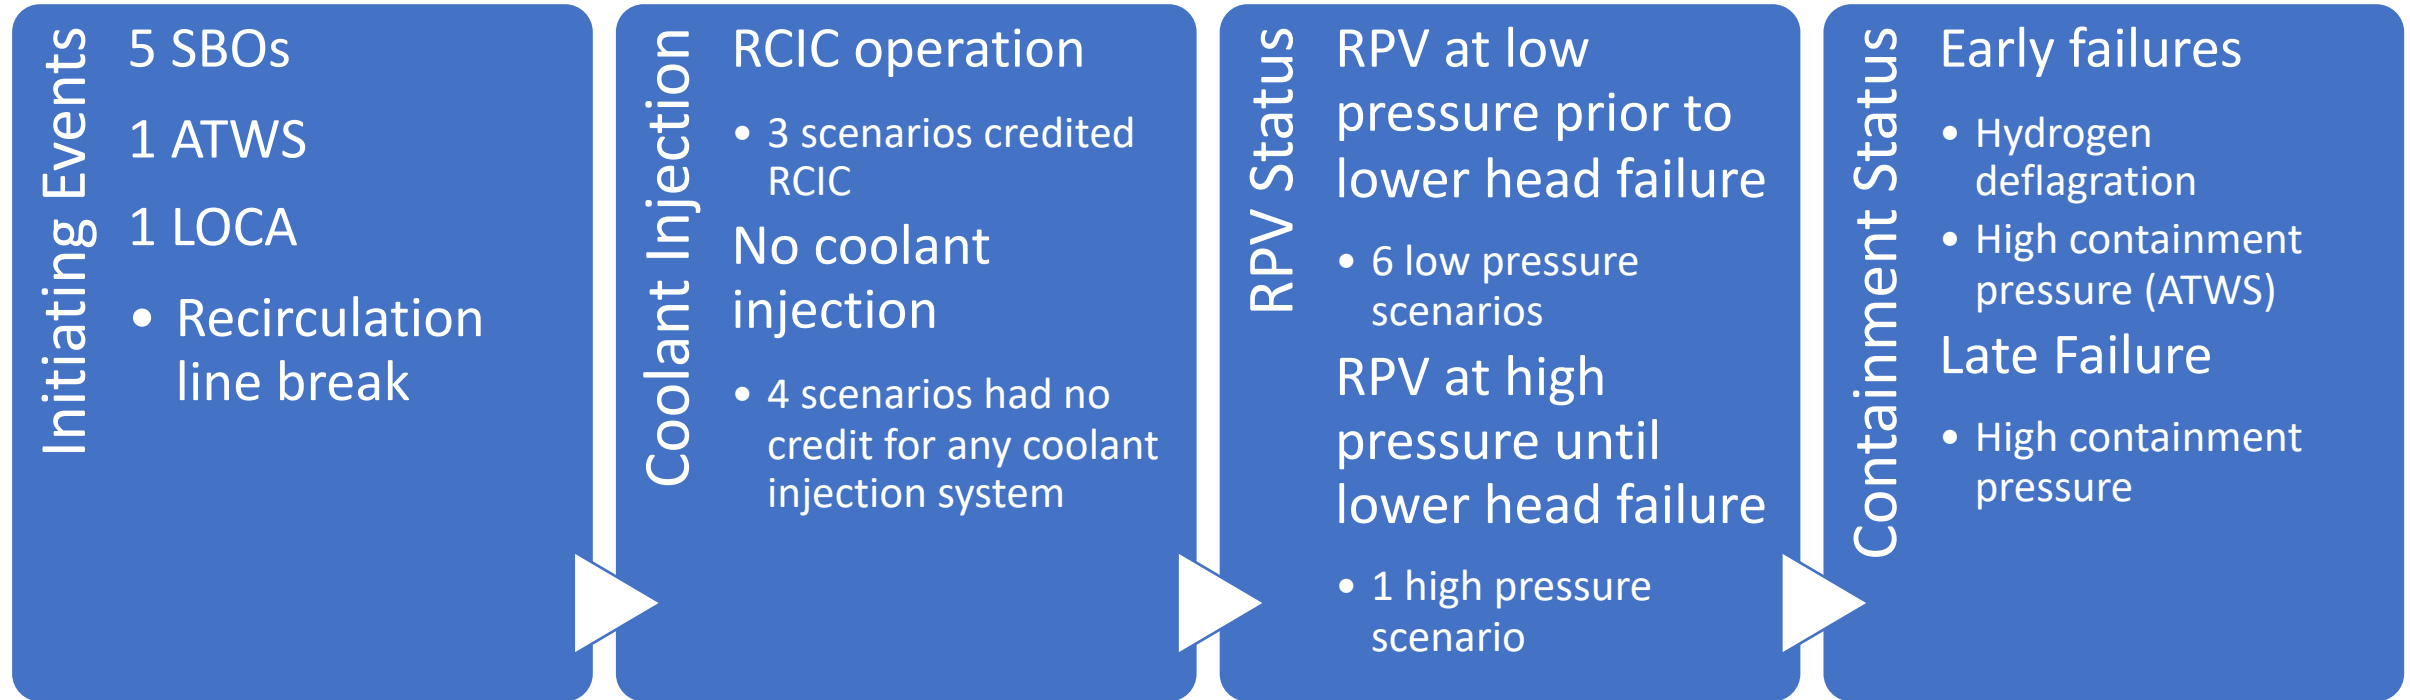 Initiating Events
5 SBOs
1 ATWS
1 LOCA
• Recirculation
line break
Coolant Injection
RCIC operation
• 3 scenarios credited
RCIC
No coolant
injection
• 4 scenarios had no
credit for any coolant
injection system
RPV Status
RPV at low
pressure prior to
lower head failure
• 6 low pressure
scenarios
RPV at high
pressure until
lower head failure
• 1 high pressure
scenario
Containment Status
Early failures
• Hydrogen
deflagration
• High containment
pressure (ATWS)
Late Failure
• High containment
pressure